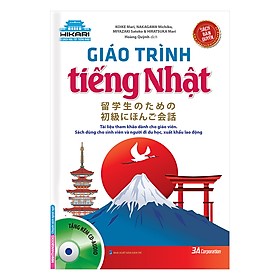 HIKARI
SÁCH BẢN QUYỀN
KOIKE Mari, NAKAGAWA Michiko,
MIYAZAKI Satoko & HIRATSUKA Mari
Hồng Quỳnh
GIÁO TRÌNH
tiếng Nhật
留学生のための
初級にほんご会話
Tài liệu tham khảo dành cho giáo viên.
Sách dùng cho sinh viên và người đi du học, xuất khẩu lao động
TẶNG KÈM CD-AUDIO
3A Corporation